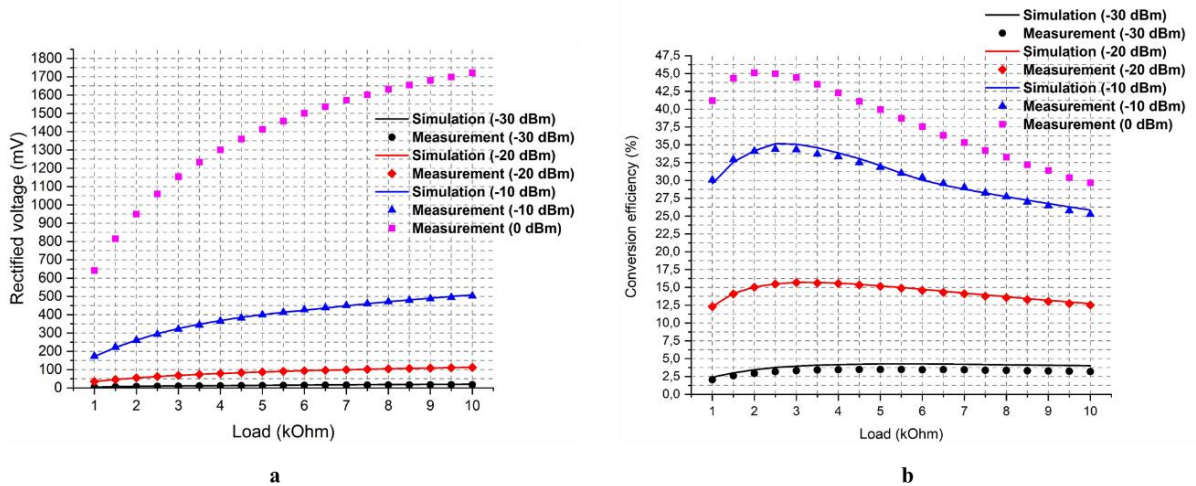 1800
1700
1600
1500
1400
1300
1200
1100
1000
900
800
700
600
500
400
300
200
100
0
Rectified voltage (mV)
1 2 3 4 5 6 7 8 9 10
Load (kOhm)
Simulation (-30 dBm)
Measurement (-30 dBm)
Simulation (-20 dBm)
Measurement (-20 dBm)
Simulation (-10 dBm)
Measurement (-10 dBm)
Measurement (0 dBm)
a
Simulation (-30 dBm)
Measurement (-30 dBm)
Simulation (-20 dBm)
Measurement (-20 dBm)
Simulation (-10 dBm)
Measurement (-10 dBm)
Measurement (0 dBm)
47,5
45,0
42,5
40,0
37,5
35,0
32,5
30,0
27,5
25,0
22,5
20,0
17,5
15,0
12,5
10,0
7,5
5,0
2,5
0,0
Conversion efficiency (%)
1 2 3 4 5 6 7 8 9 10
Load (kOhm)
b